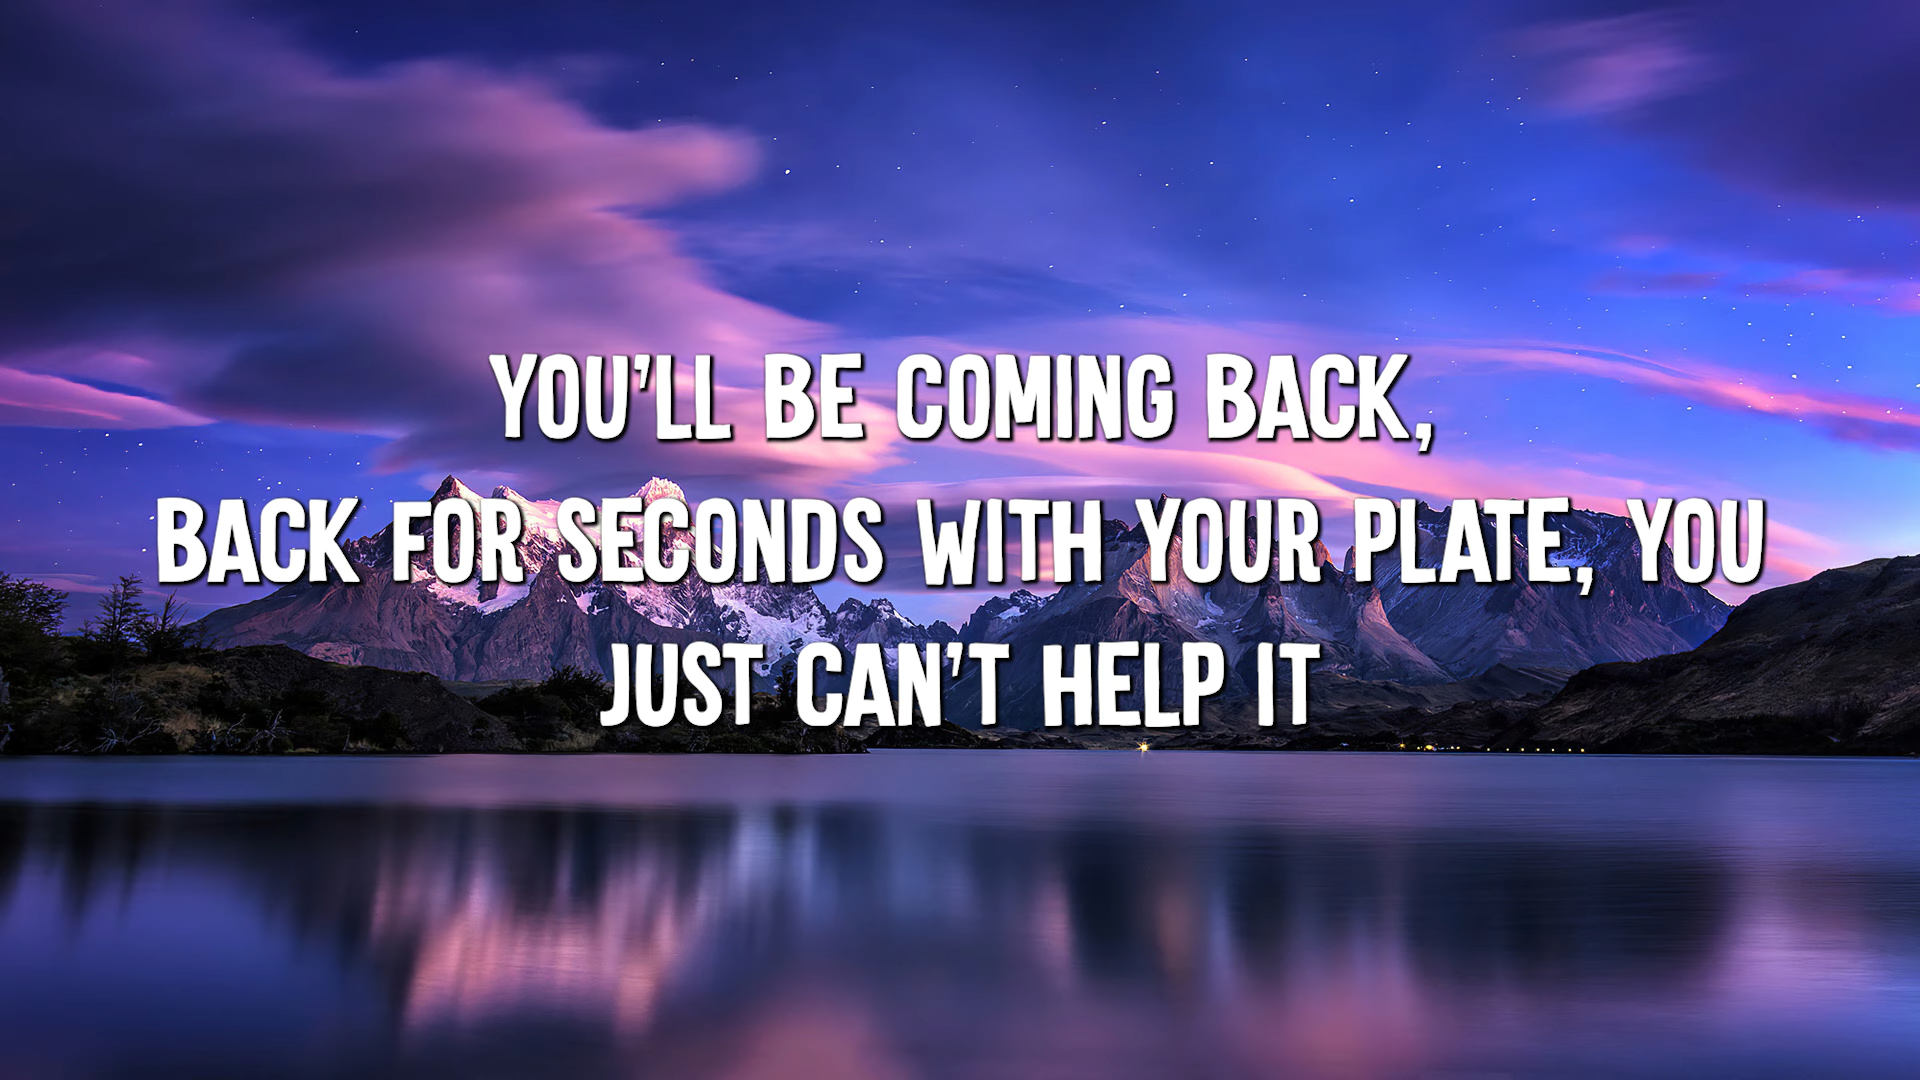 YOU'LL BE COMING BACK,
BACK FOR SECONDS WITH YOUR PLATE, YOU
JUST CAN'T HELP IT